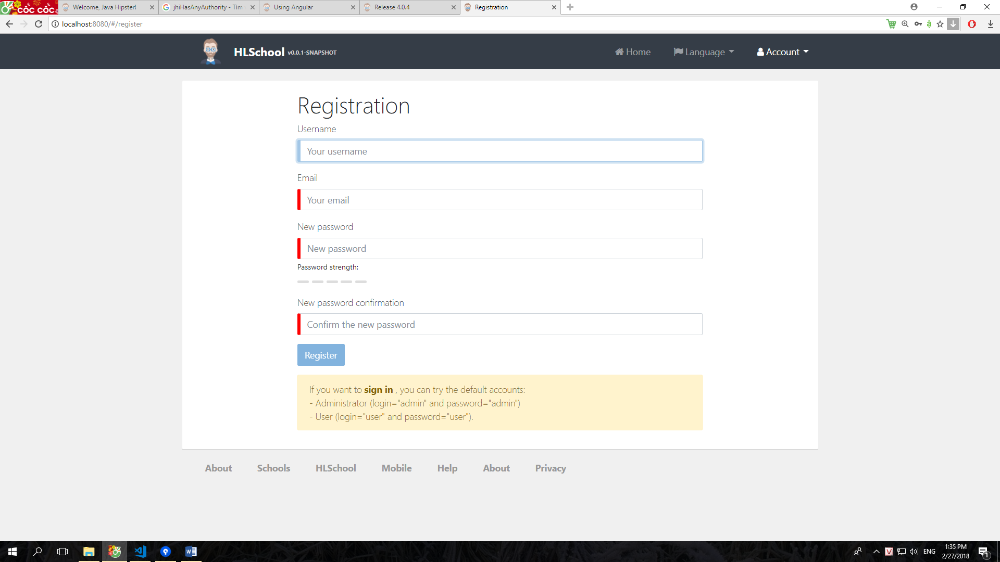 CỐC CỐC
Welcome, Java Hipster!
jhiHasAnyAuthority - Tìm
Using Angular
Release 4.0.4
Registration
localhost:8080/#/register
HLSchool v0.0.1-SNAPSHOT
Home
Language
Account
Registration
Username
Your username
Email
Your email
New password
New password
Password strength:
New password confirmation
Confirm the new password
Register
If you want to sign in , you can try the default accounts:
- Administrator (login="admin" and password="admin")
- User (login="user" and password="user").
About Schools HLSchool Mobile Help About Privacy
ENG
1:35 PM
2/27/2018
1